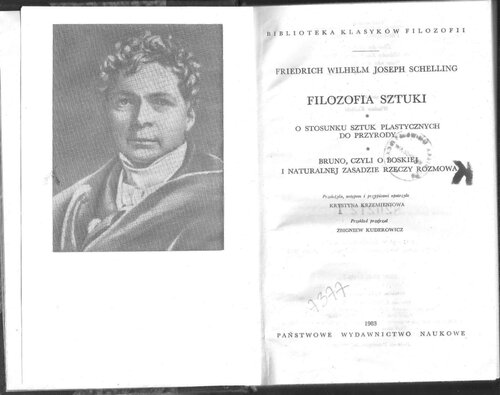 BIBLIOTEKA KLASYKÓW FILOZOFII
FRIEDRICH WILHELM JOSEPH SCHELLING
FILOZOFIA SZTUKI
*
O STOSUNKU SZTUK PLASTYCZNYCH
DO PRZYRODY
*
BRUNO, CZYLI O BOSKIEJ
I NATURALNEJ ZASADZIE RZECZY ROZMOWA
K
Przełożyła, wstępem i przypisami opatrzyła
KRYSTYNA KRZEMIENIOWA
Przekład przejrzał
ZBIGNIEW KUDEROWICZ
7377
1983
PAŃSTWOWE WYDAWNICTWO NAUKOWE